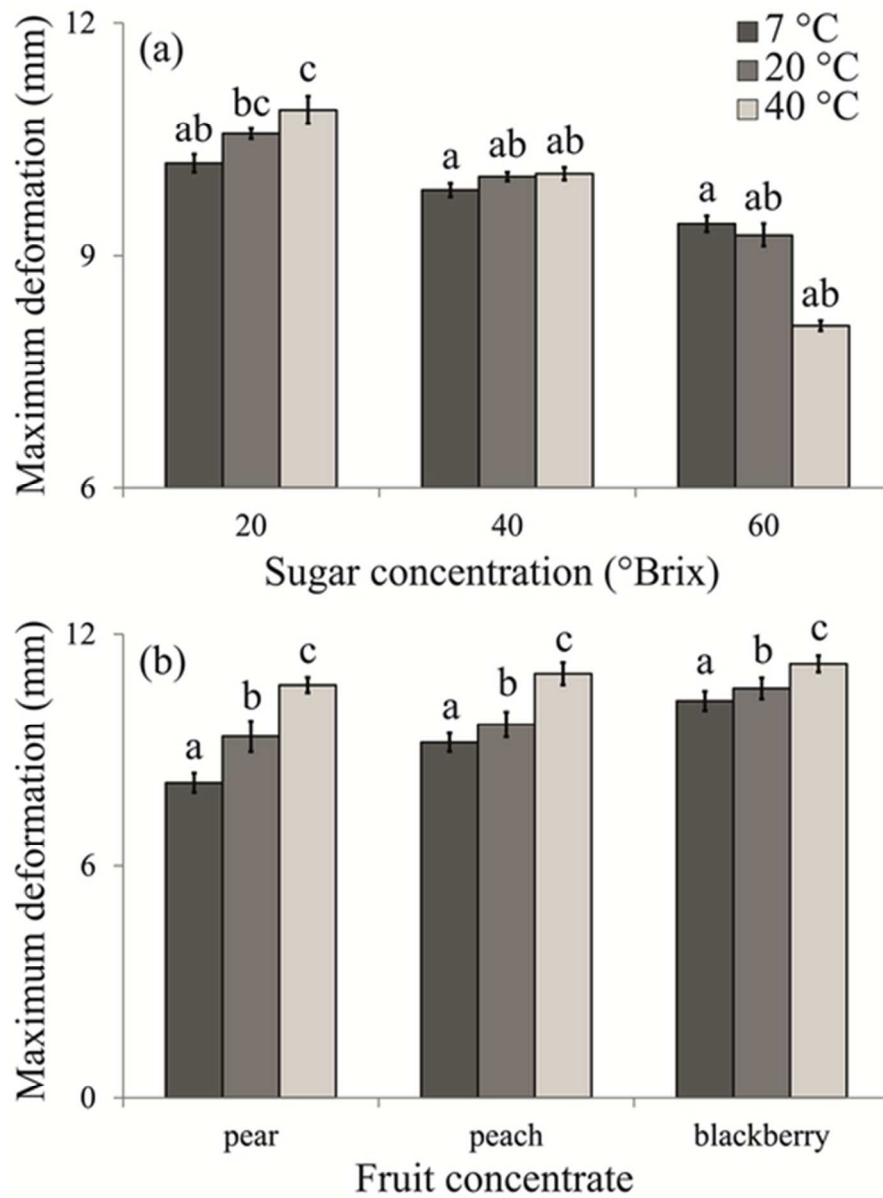 Maximum deformation (mm)
12
9
6
(a)
7 °C
20 °C
40 °C
ab
bc
c
a
ab
ab
a
ab
ab
20
40
60
Sugar concentration (°Brix)
Maximum deformation (mm)
12
6
0
(b)
a
b
c
a
b
c
a
b
c
pear
peach
blackberry
Fruit concentrate